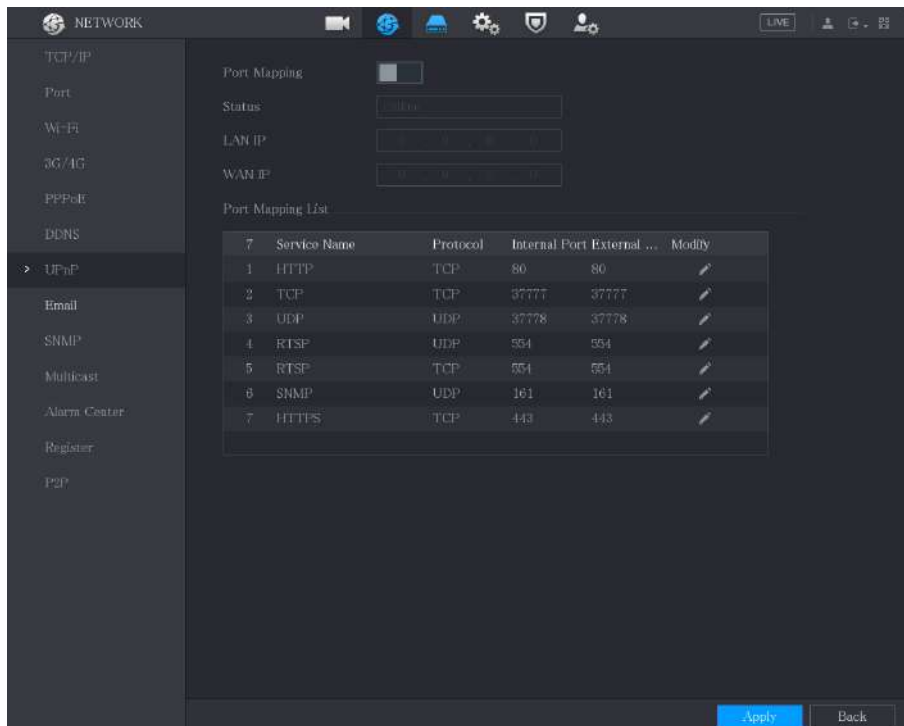 NETWORK
LIVE
TCP/IP
Port
Wi-Fi
3G/4G
PPPoE
DDNS
UPnP
Email
SNMP
Multicast
Alarm Center
Register
P2P
Port Mapping
Status
LAN IP
WAN IP
Port Mapping List
7 Service Name Protocol Internal Port External ... Modify
1 HTTP TCP 80 80
2 TCP TCP 37777 37777
3 UDP UDP 37778 37778
4 RTSP UDP 554 554
5 RTSP TCP 554 554
6 SNMP UDP 161 161
7 HTTPS TCP 443 443
Apply Back